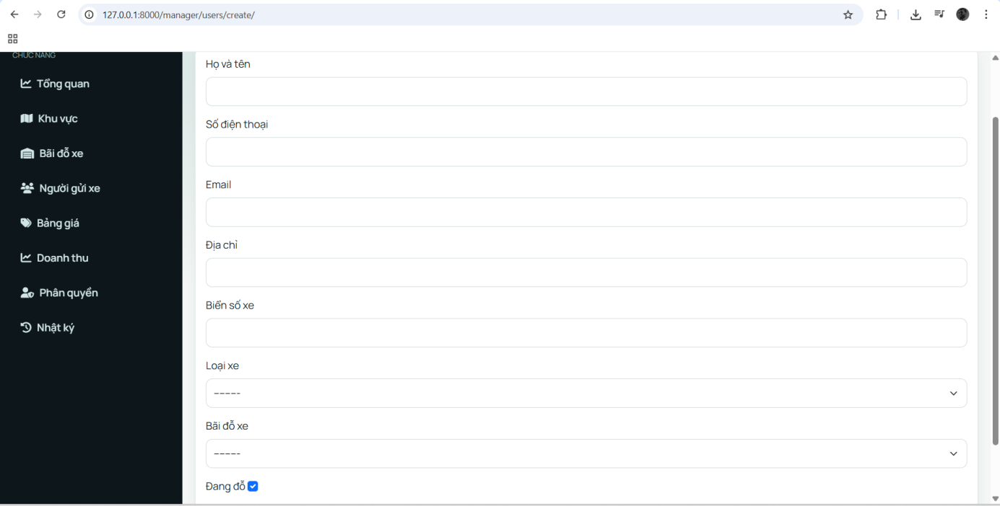 127.0.0.1:8000/manager/users/create/
CHỨC NĂNG
Tổng quan
Khu vực
Bãi đỗ xe
Người gửi xe
Bảng giá
Doanh thu
Phân quyền
Nhật ký
Họ và tên
Số điện thoại
Email
Địa chỉ
Biển số xe
Loại xe
------
Bãi đỗ xe
------
Đang đỗ